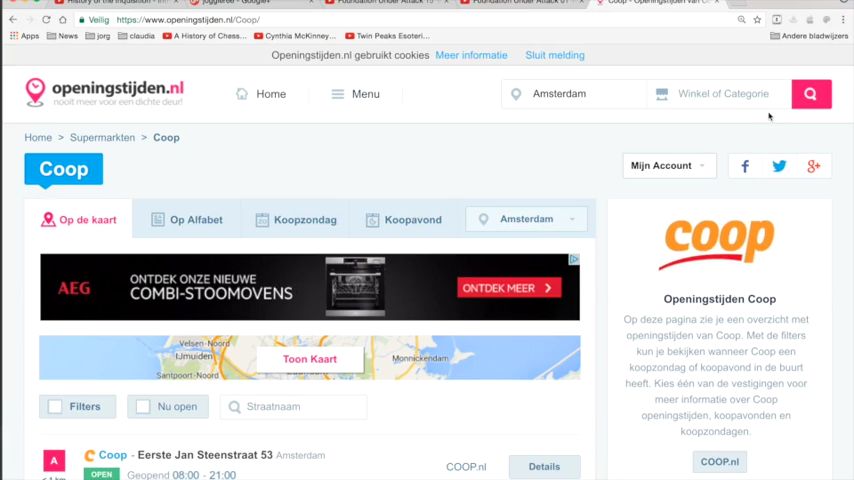 History of the Inquisition - Hi
joggleree - Google+
Foundation Under Attack
Foundation Under Attack 01
Coop - Openingstijden van Co
Veilig https://www.openingstijden.nl/Coop/
Apps News jorg claudia A History of Chess... Cynthia McKinney... Twin Peaks Esoteri... Andere bladwijzers
Openingstijden.nl gebruikt cookies Meer informatie Sluit melding
openingstijden.nl
nooit meer voor een dichte deur!
Home Menu Amsterdam Winkel of Categorie
Home > Supermarkten > Coop
Coop
Mijn Account
Op de kaart Op Alfabet Koopzondag Koopavond Amsterdam
AEG
ONTDEK ONZE NIEUWE
COMBI-STOOMOVENS
ONTDEK MEER
Velsen-Noord
IJmuiden
Santpoort-Noord
Monnickendam
Toon Kaart
Filters Nu open Straatnaam
A
Coop - Eerste Jan Steenstraat 53 Amsterdam
OPEN Geopend 08:00 - 21:00
COOP.nl Details
< 1 km
coop
Openingstijden Coop
Op deze pagina zie je een overzicht met
openingstijden van Coop. Met de filters
kun je bekijken wanneer Coop een
koopzondag of koopavond in de buurt
heeft. Kies één van de vestigingen voor
meer informatie over Coop
openingstijden, koopavonden en
koopzondagen.
COOP.nl